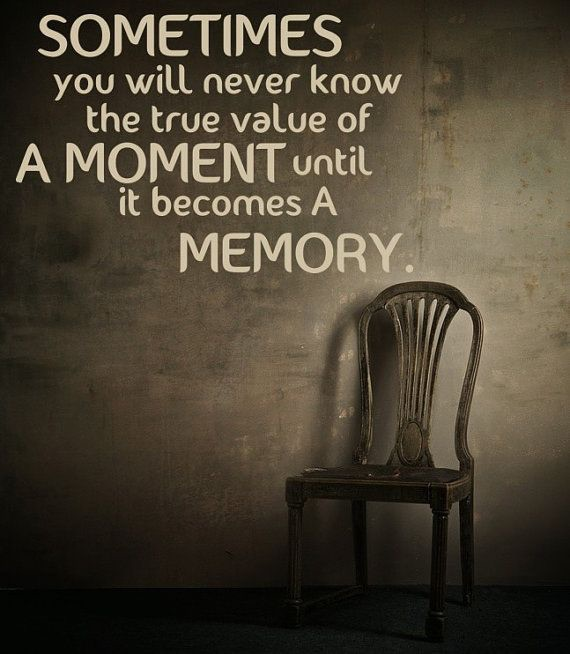 SOMETIMES
you will never know
the true value of
A MOMENT until
it becomes A
MEMORY.